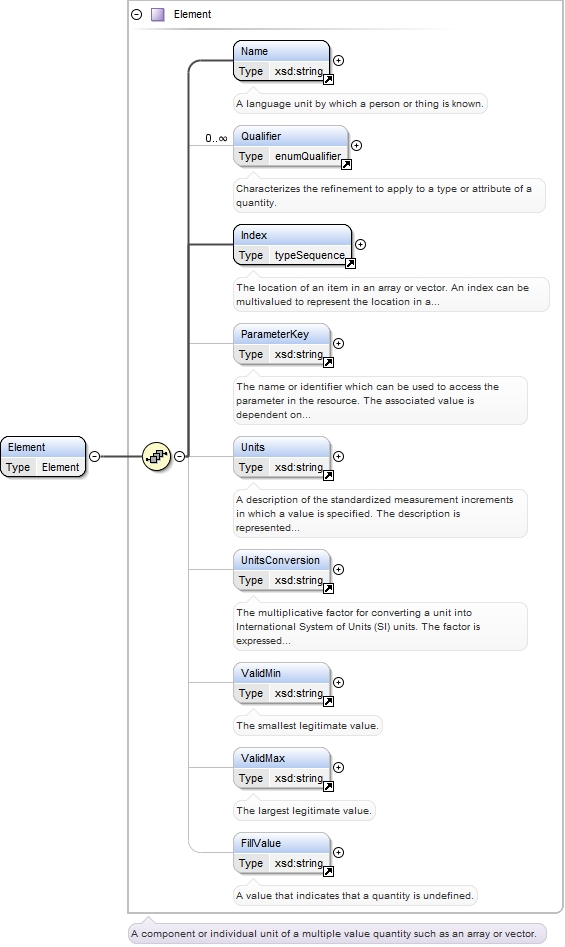 Element
Name
Type xsd:string
A language unit by which a person or thing is known.
0..∞
Qualifier
Type enumQualifier
Characterizes the refinement to apply to a type or attribute of a
quantity.
Index
Type typeSequence
The location of an item in an array or vector. An index can be
multivalued to represent the location in a...
ParameterKey
Type xsd:string
The name or identifier which can be used to access the
parameter in the resource. The associated value is
dependent on...
Element
Type Element
Units
Type xsd:string
A description of the standardized measurement increments
in which a value is specified. The description is
represented...
UnitsConversion
Type xsd:string
The multiplicative factor for converting a unit into
International System of Units (SI) units. The factor is
expressed...
ValidMin
Type xsd:string
The smallest legitimate value.
ValidMax
Type xsd:string
The largest legitimate value.
FillValue
Type xsd:string
A value that indicates that a quantity is undefined.
A component or individual unit of a multiple value quantity such as an array or vector.